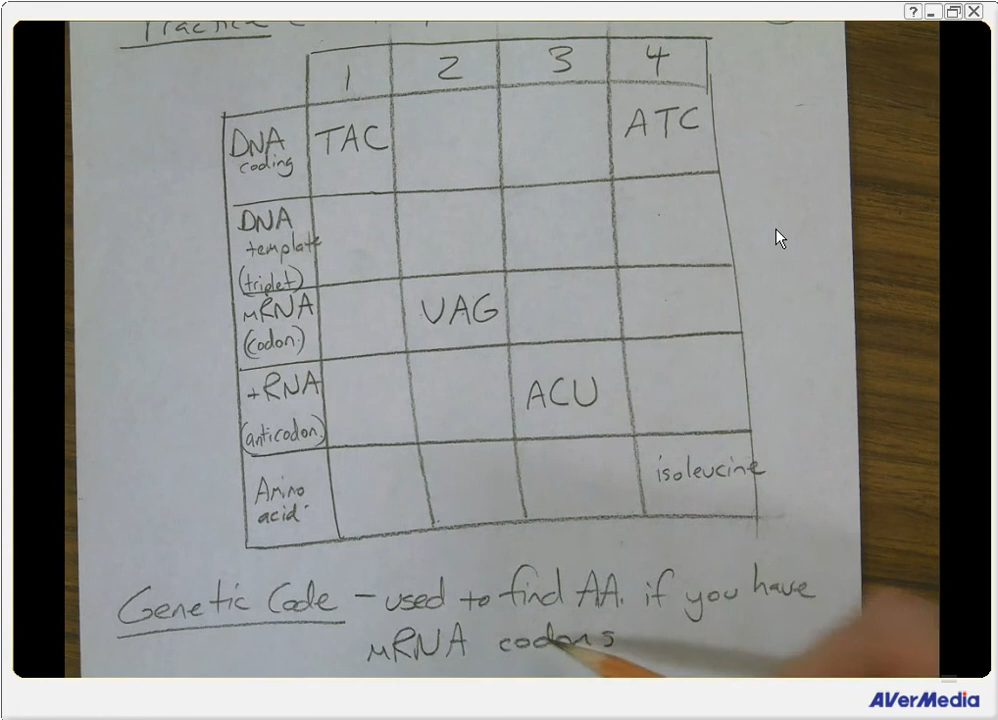 Practice
1 2 3 4
DNA
coding
TAC
ATC
DNA
template
(triplet)
mRNA
(codon)
UAG
tRNA
(anticodon)
ACU
Amino
acid
isoleucine
Genetic Code - used to find AA. if you have
mRNA codons
AVerMedia